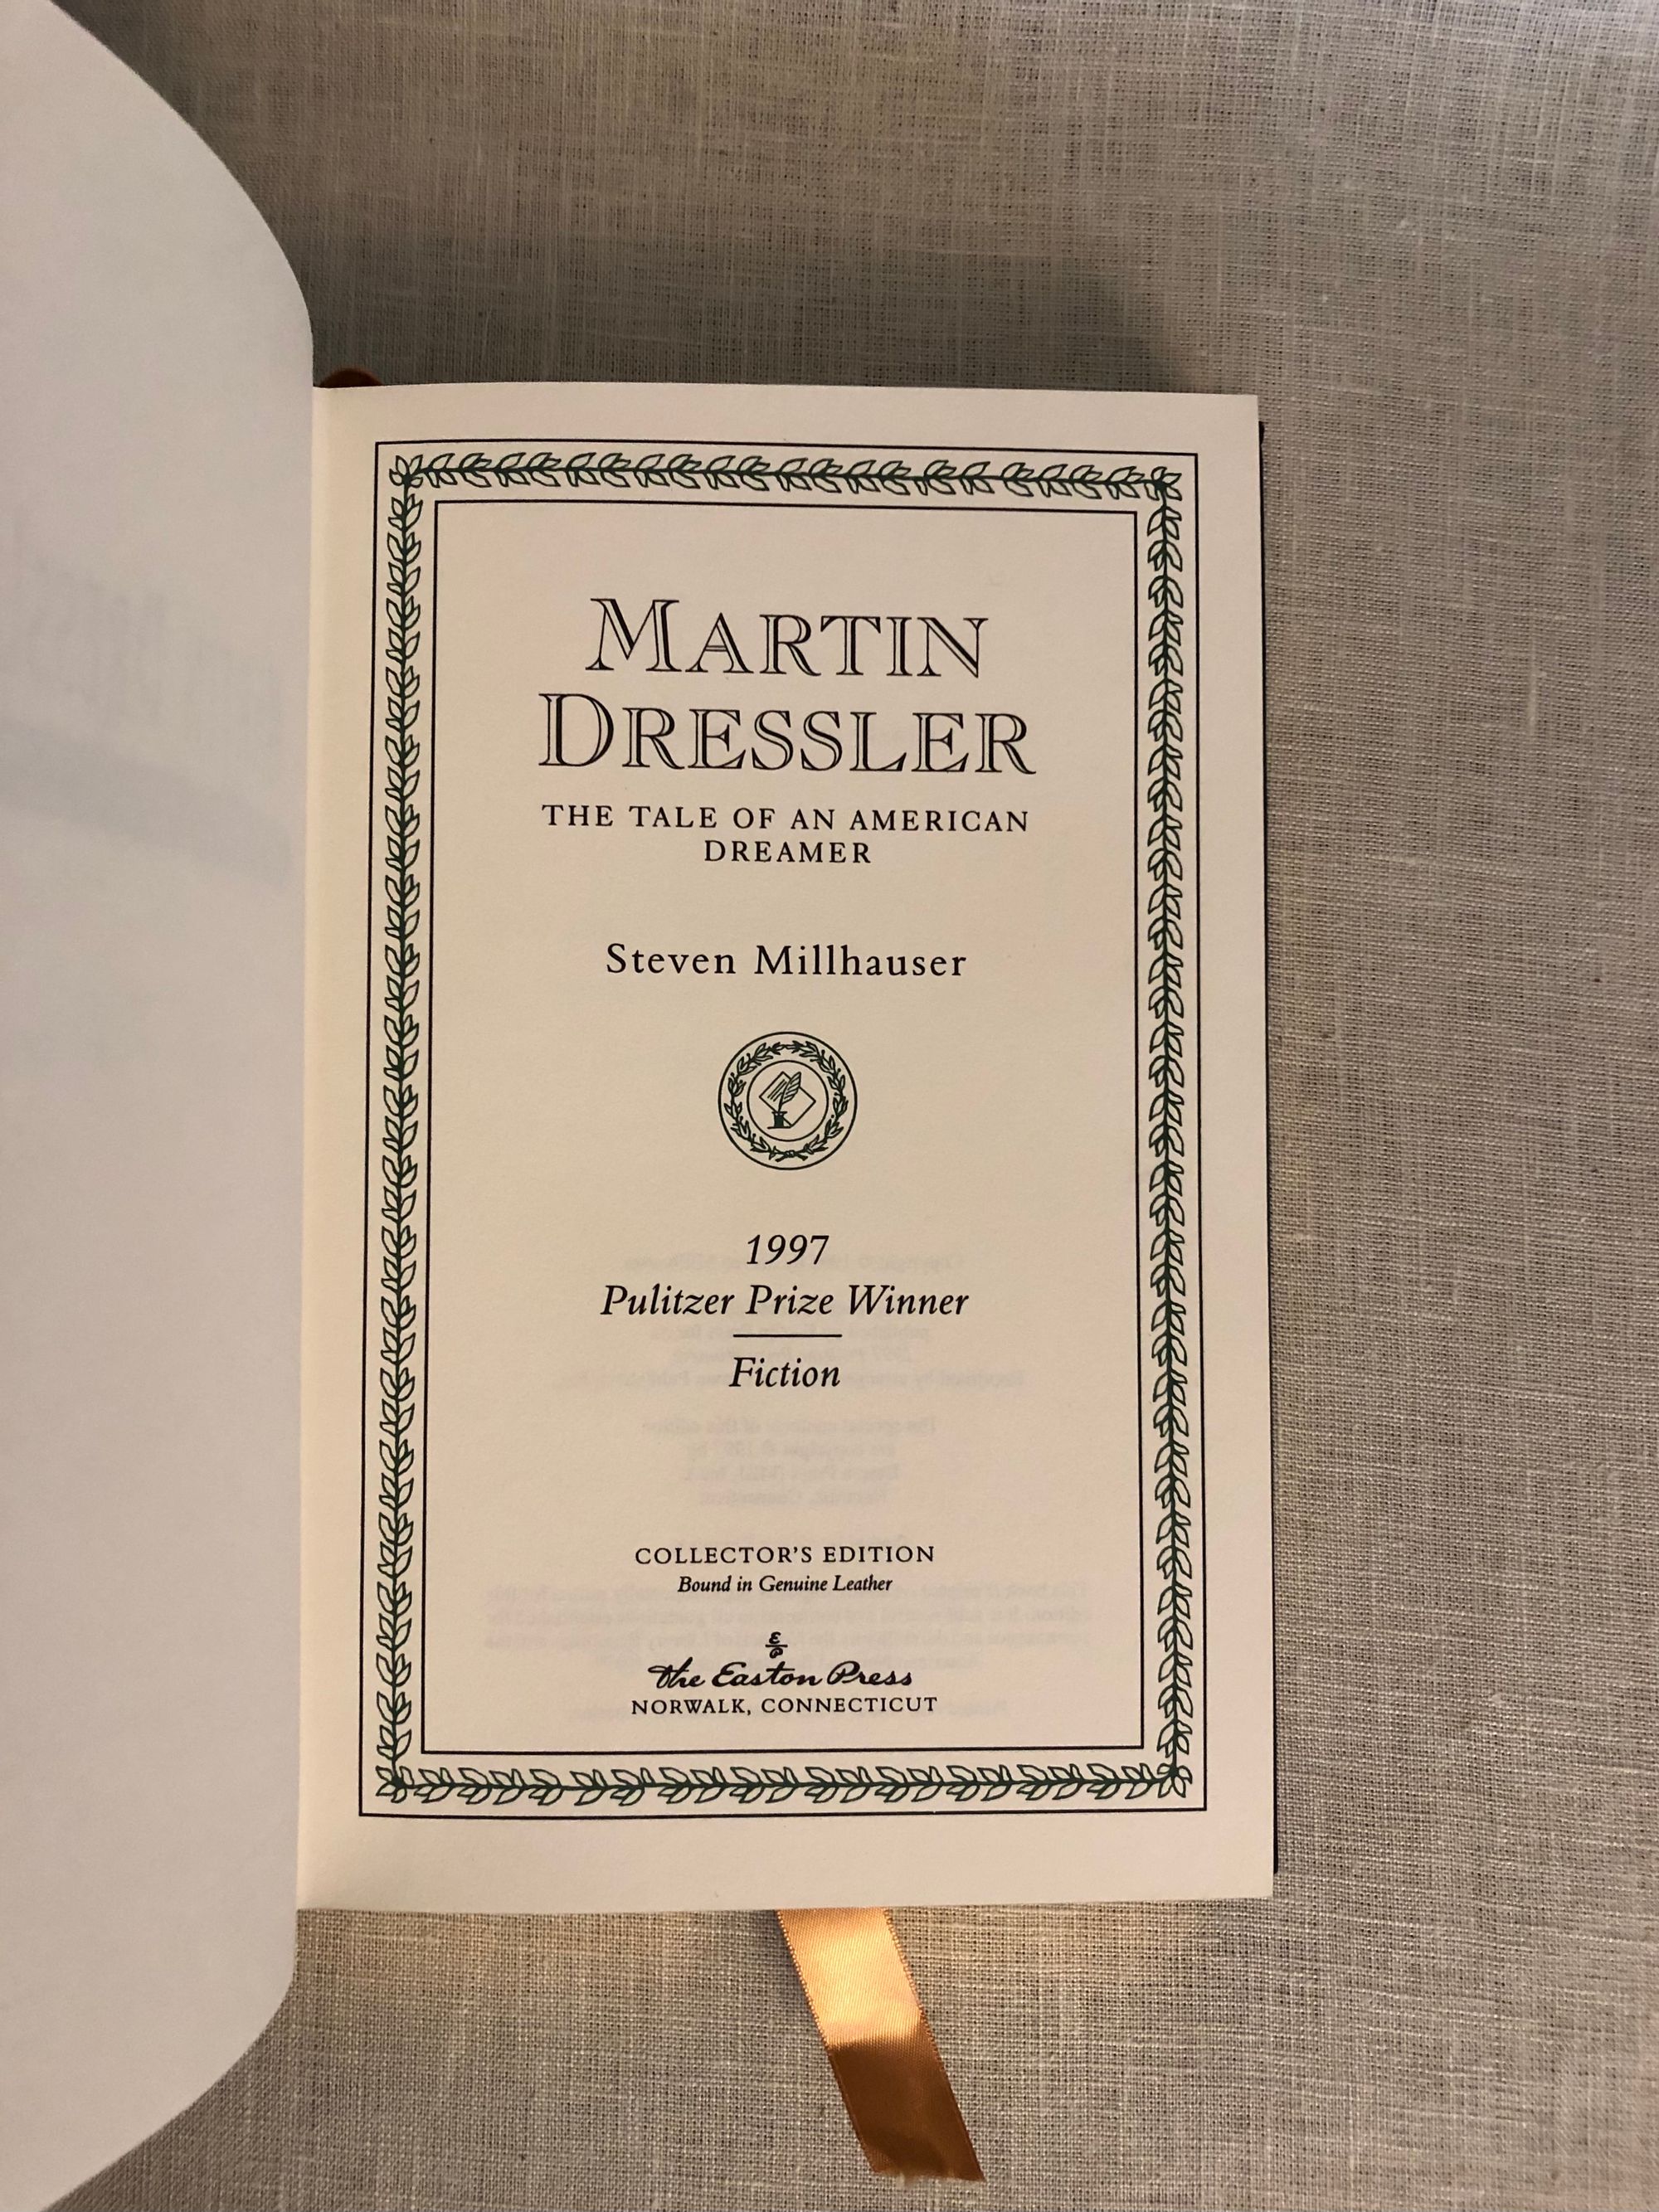 MARTIN
DRESSLER
THE TALE OF AN AMERICAN
DREAMER
Steven Millhauser
1997
Pulitzer Prize Winner
Fiction
COLLECTOR'S EDITION
Bound in Genuine Leather
The Easton Press
NORWALK, CONNECTICUT